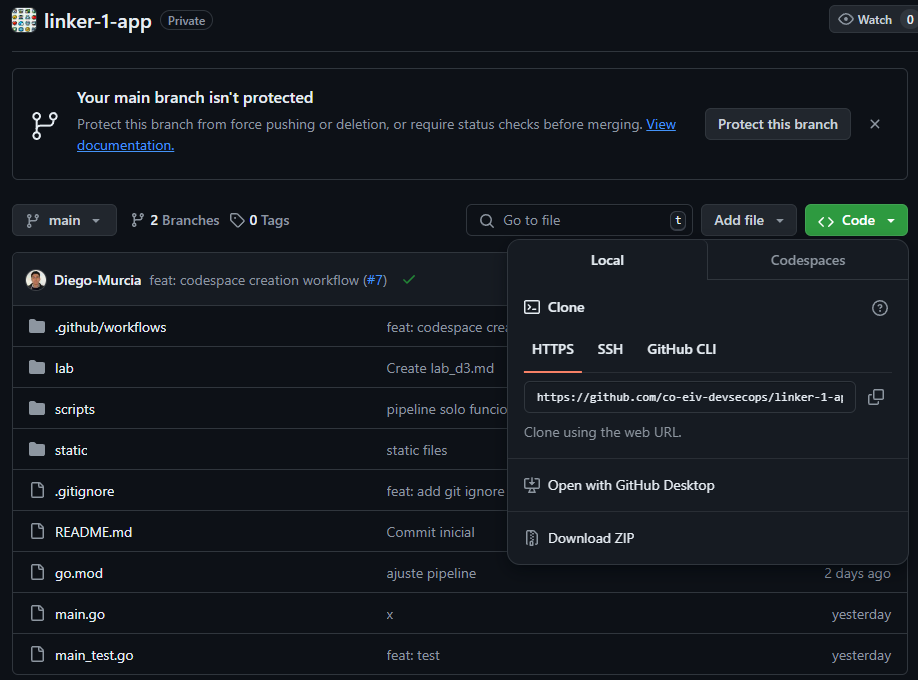 linker-1-app Private Watch 0
Your main branch isn't protected
Protect this branch from force pushing or deletion, or require status checks before merging. View
documentation.
Protect this branch
main 2 Branches 0 Tags Go to file t Add file Code
Local Codespaces
Diego-Murcia feat: codespace creation workflow (#7)
Clone
HTTPS SSH GitHub CLI
https://github.com/co-eiv-devsecops/linker-1-a
Clone using the web URL.
Open with GitHub Desktop
Download ZIP
.github/workflows feat: codespace crea
lab Create lab_d3.md
scripts pipeline solo funcio
static static files
.gitignore feat: add git ignore
README.md Commit inicial
go.mod ajuste pipeline 2 days ago
main.go x yesterday
main_test.go feat: test yesterday